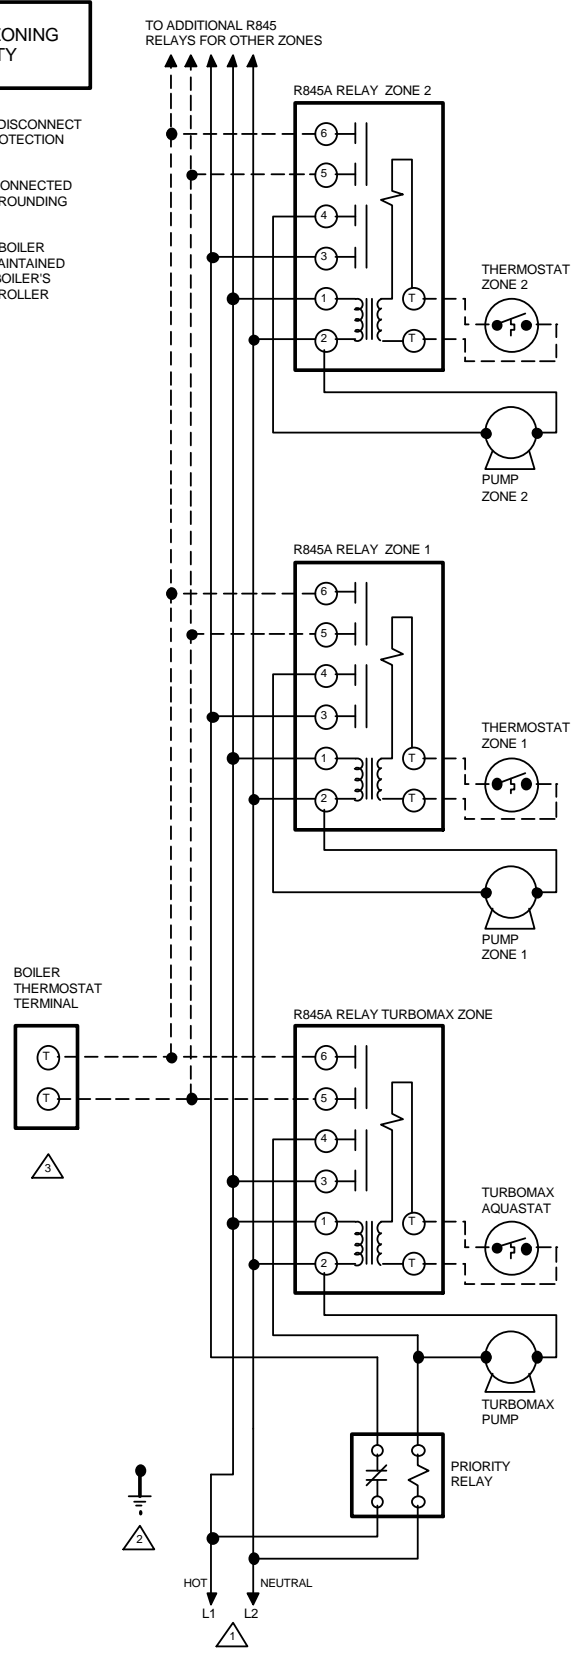 ZONING
TY
DISCONNECT
OTECTION
ONNECTED
ROUNDING
BOILER
AINTAINED
BOILER'S
ROLLER
TO ADDITIONAL R845
RELAYS FOR OTHER ZONES
R845A RELAY ZONE 2
6
5
4
3
1
2
T
T
THERMOSTAT
ZONE 2
PUMP
ZONE 2
R845A RELAY ZONE 1
6
5
4
3
1
2
T
T
THERMOSTAT
ZONE 1
PUMP
ZONE 1
BOILER
THERMOSTAT
TERMINAL
T
T
3
R845A RELAY TURBOMAX ZONE
6
5
4
3
1
2
T
T
TURBOMAX
AQUASTAT
TURBOMAX
PUMP
PRIORITY
RELAY
2
HOT
NEUTRAL
L1
L2
1